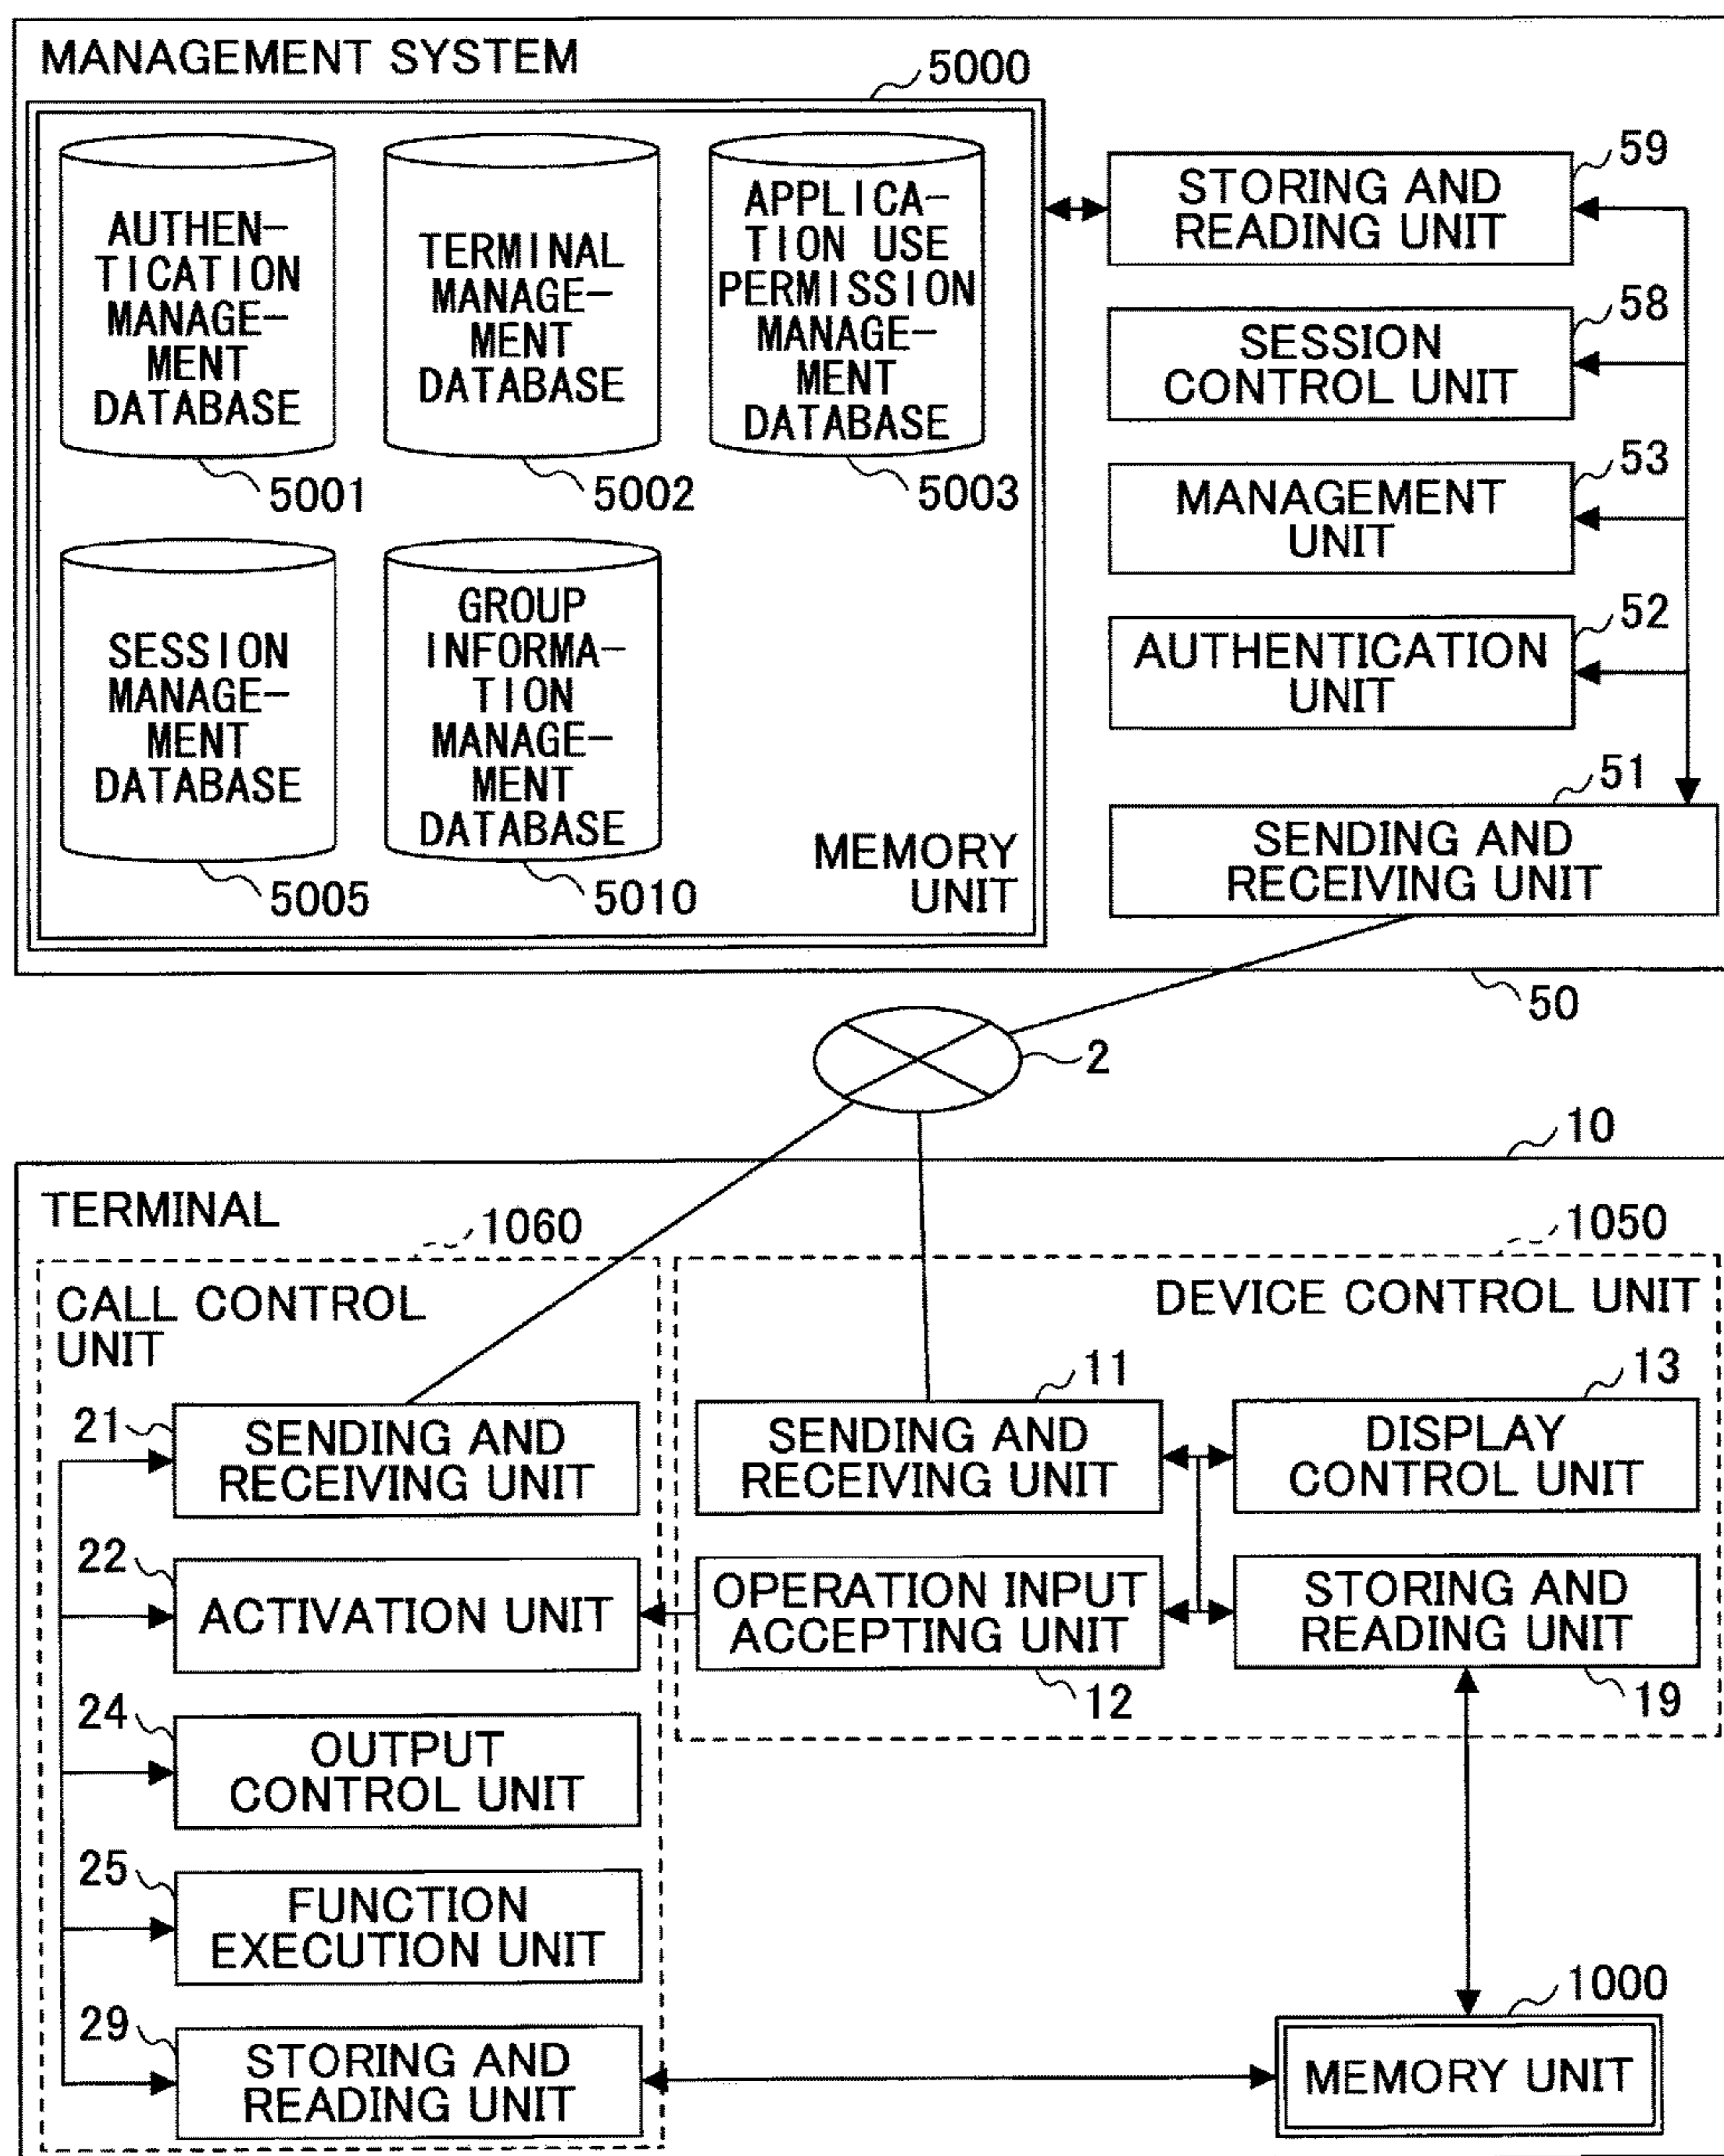 MANAGEMENT SYSTEM
5000
AUTHEN-
TICATION
MANAGE-
MENT
DATABASE
5001
TERMINAL
MANAGE-
MENT
DATABASE
5002
APPLICA-
TION USE
PERMISSION
MANAGE-
MENT
DATABASE
5003
SESSION
MANAGE-
MENT
DATABASE
5005
GROUP
INFORMA-
TION
MANAGE-
MENT
DATABASE
5010
MEMORY
UNIT
59
STORING AND
READING UNIT
58
SESSION
CONTROL UNIT
53
MANAGEMENT
UNIT
52
AUTHENTICATION
UNIT
51
SENDING AND
RECEIVING UNIT
50
2
10
TERMINAL
1060
CALL CONTROL
UNIT
21
SENDING AND
RECEIVING UNIT
22
ACTIVATION UNIT
24
OUTPUT
CONTROL UNIT
25
FUNCTION
EXECUTION UNIT
29
STORING AND
READING UNIT
1050
DEVICE CONTROL UNIT
11
SENDING AND
RECEIVING UNIT
13
DISPLAY
CONTROL UNIT
OPERATION INPUT
ACCEPTING UNIT
12
STORING AND
READING UNIT
19
1000
MEMORY UNIT